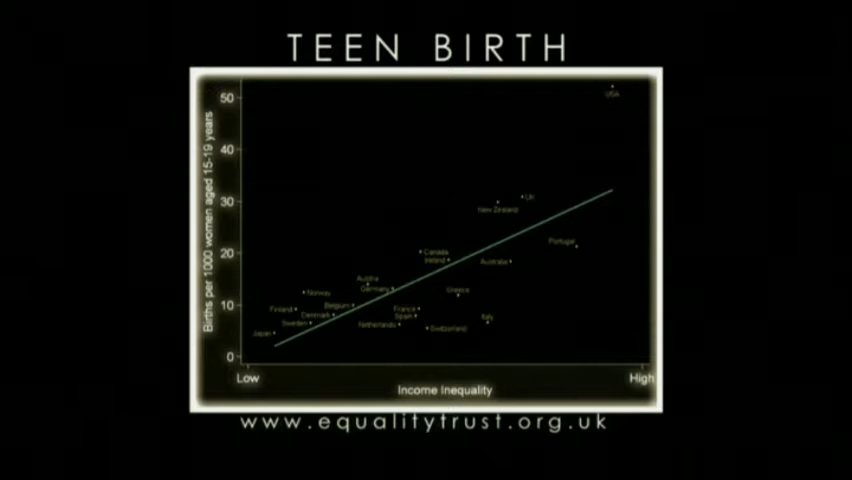 TEEN BIRTH
Births per 1000 women aged 15-19 years
50
40
30
20
10
0
USA
UK
New Zealand
Portugal
Canada
Ireland
Australia
Austria
Germany
Greece
Norway
Belgium
Finland
Denmark
France
Spain
Italy
Sweden
Netherlands
Switzerland
Japan
Low
High
Income Inequality
www.equalitytrust.org.uk